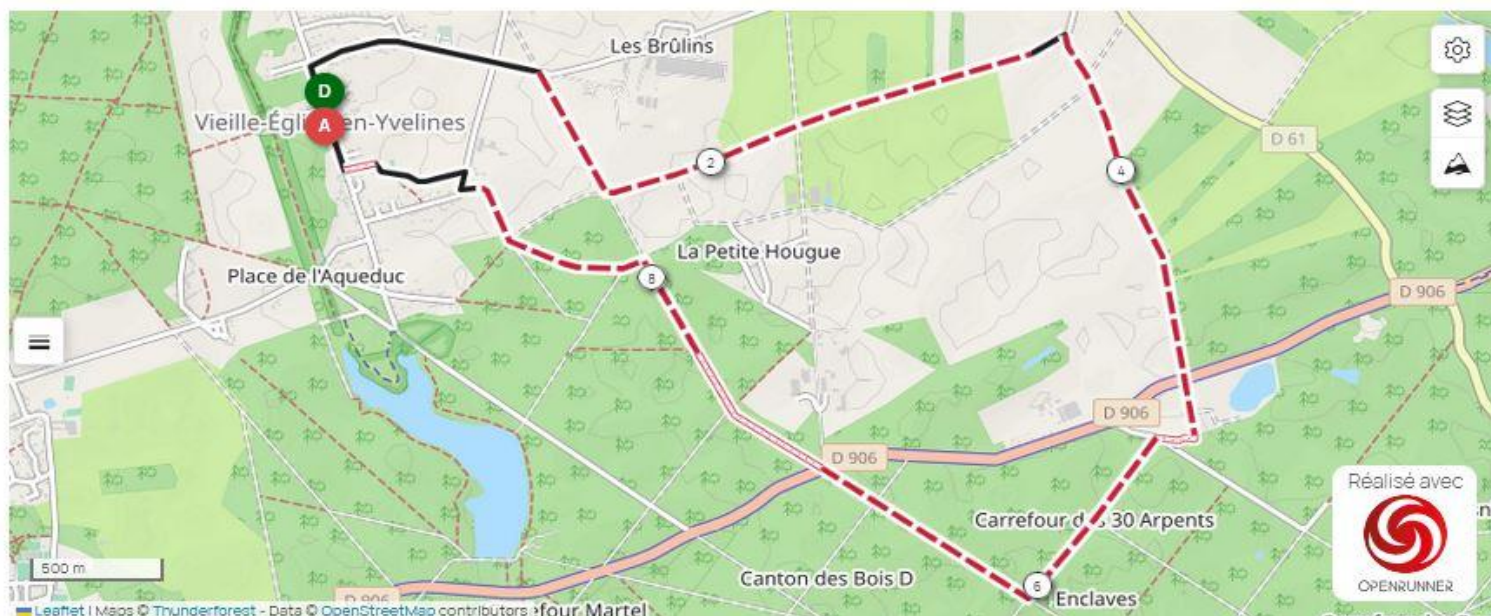 Les Brûlins
D
Vieille-Église-en-Yvelines
A
D 61
2
4
La Petite Hougue
Place de l'Aqueduc
8
D 906
D 906
D 906
Réalisé avec
OPENRUNNER
Carrefour des 30 Arpents
500 m
Canton des Bois D
6
Enclaves
D 906
Leaflet | Maps © Thunderforest - Data © OpenStreetMap contributors
four Martel